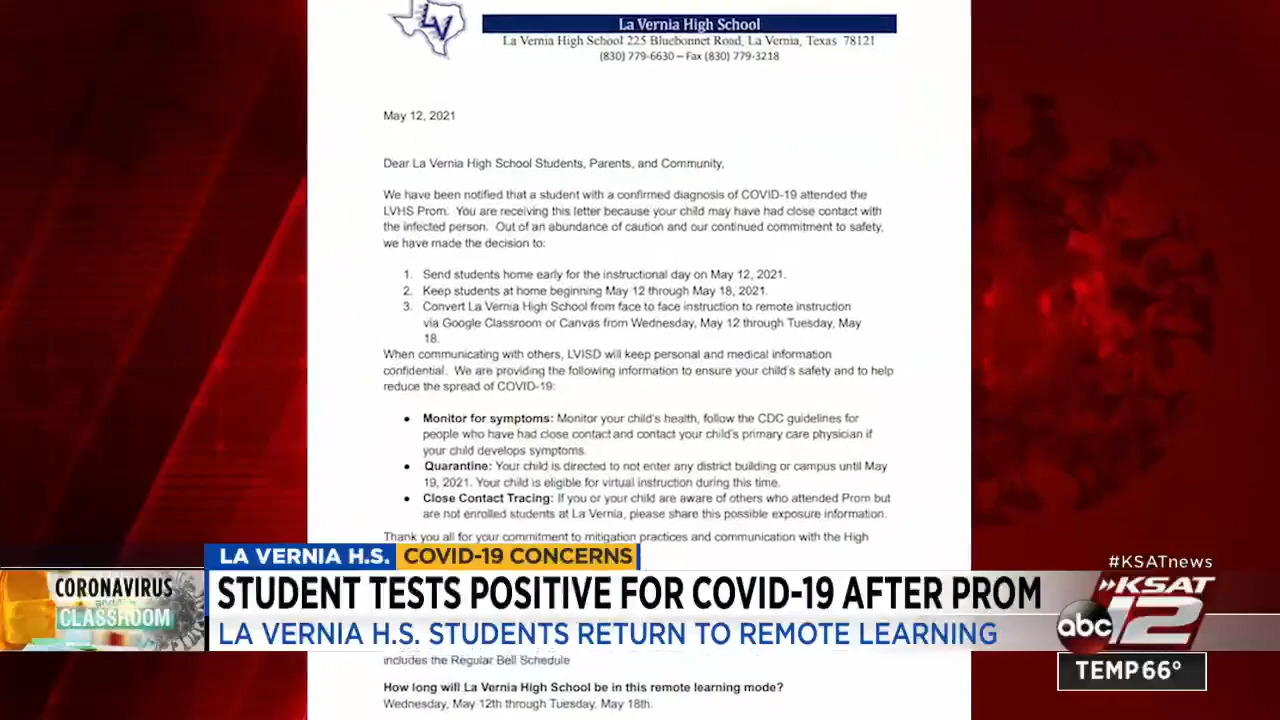 LV
La Vernia High School
La Vernia High School 225 Bluebonnet Road, La Vernia, Texas 78121
(830) 779-6630 – Fax (830) 779-3218
May 12, 2021
Dear La Vernia High School Students, Parents, and Community,
We have been notified that a student with a confirmed diagnosis of COVID-19 attended the
LVHS Prom. You are receiving this letter because your child may have had close contact with
the infected person. Out of an abundance of caution and our continued commitment to safety,
we have made the decision to:
1. Send students home early for the instructional day on May 12, 2021.
2. Keep students at home beginning May 12 through May 18, 2021.
3. Convert La Vernia High School from face to face instruction to remote instruction
via Google Classroom or Canvas from Wednesday, May 12 through Tuesday, May
18.
When communicating with others, LVISD will keep personal and medical information
confidential. We are providing the following information to ensure your child's safety and to help
reduce the spread of COVID-19:
• Monitor for symptoms: Monitor your child's health, follow the CDC guidelines for
people who have had close contact and contact your child's primary care physician if
your child develops symptoms.
• Quarantine: Your child is directed to not enter any district building or campus until May
19, 2021. Your child is eligible for virtual instruction during this time.
• Close Contact Tracing: If you or your child are aware of others who attended Prom but
are not enrolled students at La Vernia, please share this possible exposure information.
Thank you all for your commitment to mitigation practices and communication with the High
LA VERNIA H.S. COVID-19 CONCERNS
#KSATnews
CORONAVIRUS
and the
CLASSROOM
STUDENT TESTS POSITIVE FOR COVID-19 AFTER PROM
LA VERNIA H.S. STUDENTS RETURN TO REMOTE LEARNING
KSAT
abc 12
TEMP 66°
includes the Regular Bell Schedule
How long will La Vernia High School be in this remote learning mode?
Wednesday, May 12th through Tuesday, May 18th.